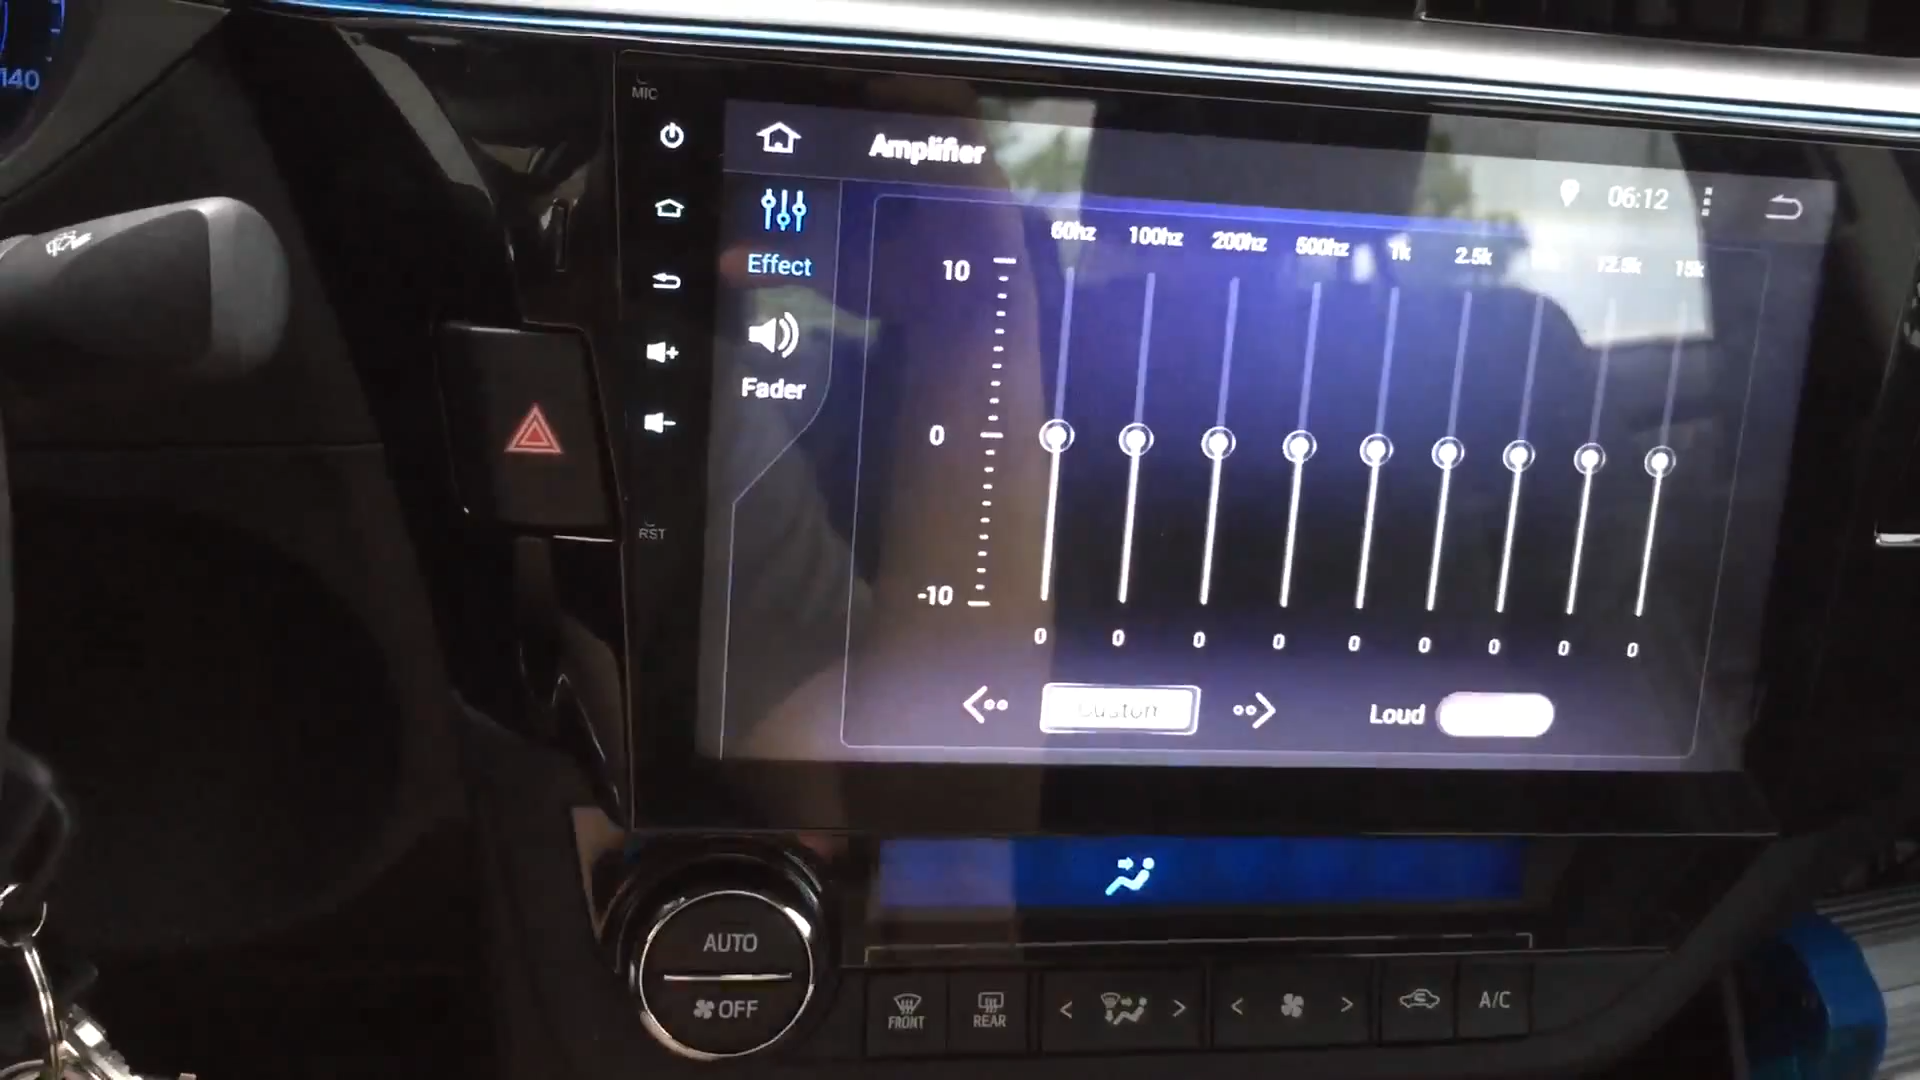 140
MIC
Amplifier
06:12
Effect
Fader
60hz 100hz 200hz 500hz 1k 2.5k 12.5k 15k
10
0
-10
0 0 0 0 0 0 0 0 0
Custom
Loud
RST
AUTO
OFF
FRONT
REAR
A/C